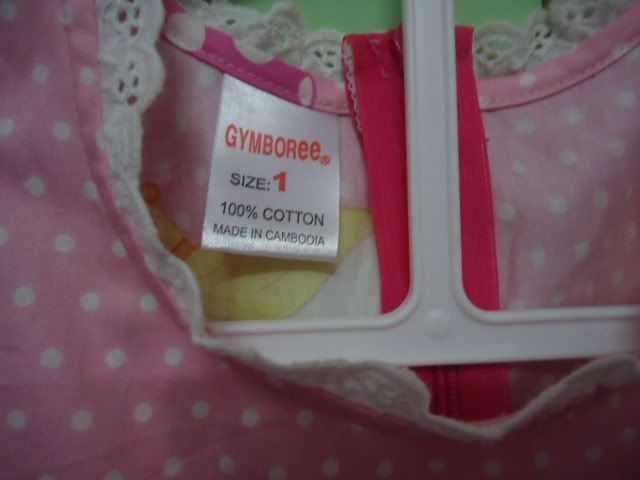 GYMBOREE®
SIZE: 1
100% COTTON
MADE IN CAMBODIA